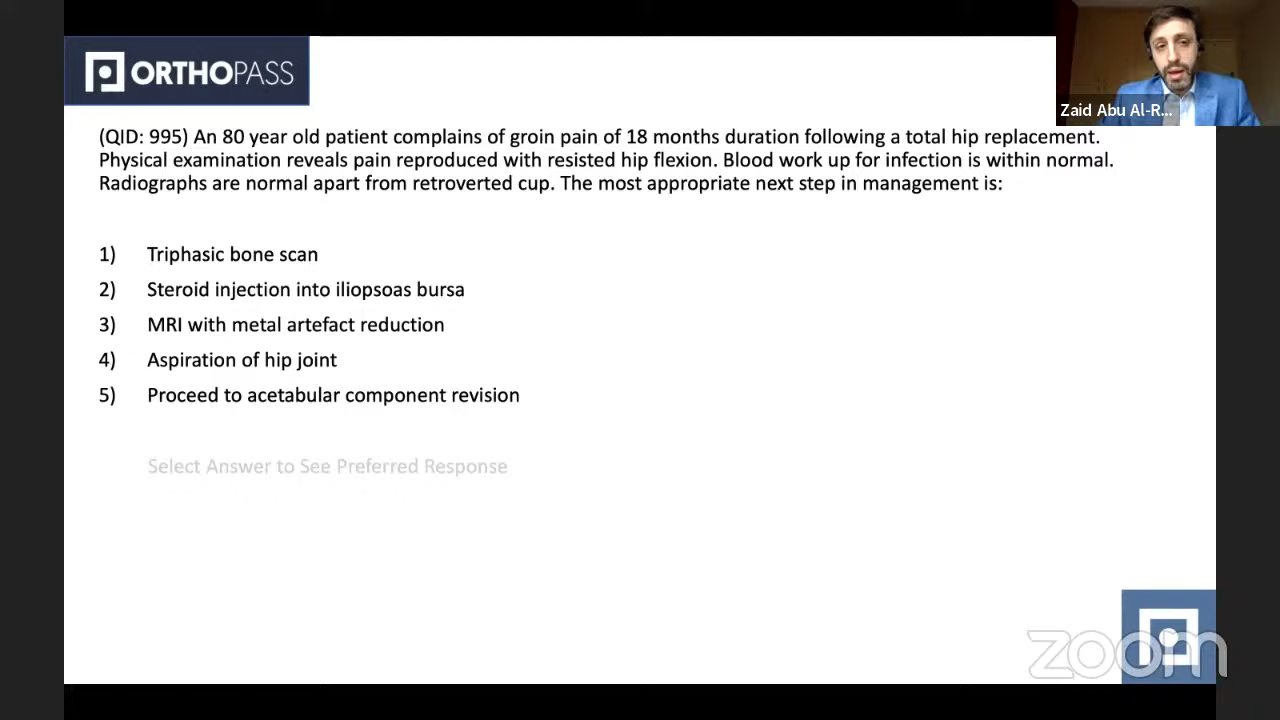 ORTHOPASS
Zaid Abu Al-R...
(QID: 995) An 80 year old patient complains of groin pain of 18 months duration following a total hip replacement.
Physical examination reveals pain reproduced with resisted hip flexion. Blood work up for infection is within normal.
Radiographs are normal apart from retroverted cup. The most appropriate next step in management is:
1) Triphasic bone scan
2) Steroid injection into iliopsoas bursa
3) MRI with metal artefact reduction
4) Aspiration of hip joint
5) Proceed to acetabular component revision
Select Answer to See Preferred Response
zoom